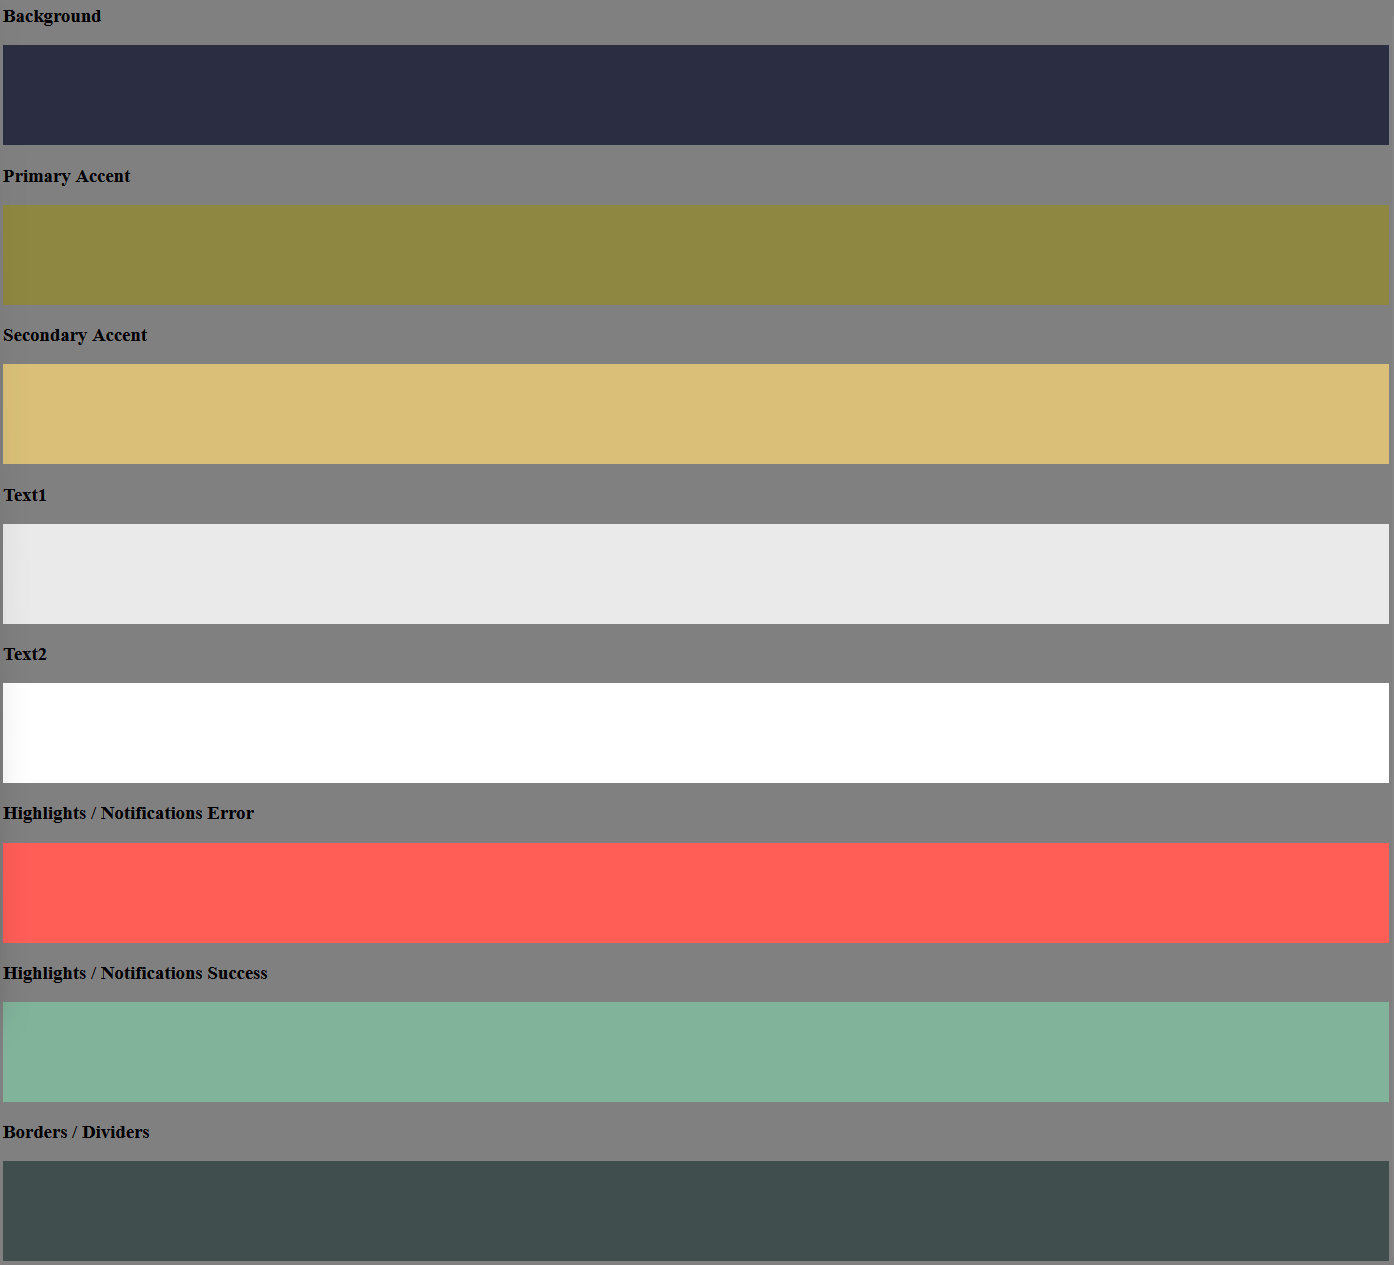 Background
Primary Accent
Secondary Accent
Text1
Text2
Highlights / Notifications Error
Highlights / Notifications Success
Borders / Dividers